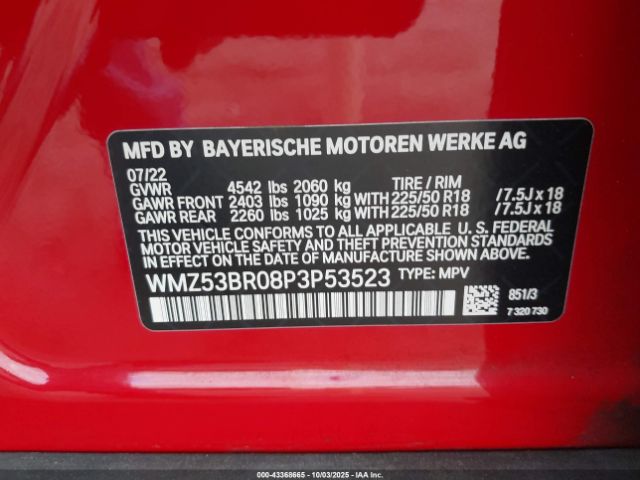 MFD BY BAYERISCHE MOTOREN WERKE AG
07/22
GVWR 4542 lbs 2060 kg TIRE / RIM
GAWR FRONT 2403 lbs 1090 kg WITH 225/50 R18 / 7.5J x 18
GAWR REAR 2260 lbs 1025 kg WITH 225/50 R18 / 7.5J x 18
THIS VEHICLE CONFORMS TO ALL APPLICABLE U. S. FEDERAL
MOTOR VEHICLE SAFETY, BUMPER, AND THEFT PREVENTION
STANDARDS IN EFFECT ON THE DATE OF MANUFACTURE
SHOWN ABOVE.
WMZ53BR08P3P53523 TYPE: MPV
851/3
7 320 730
Copart 00-43368665 - 10/03/2025 - IAA Inc.